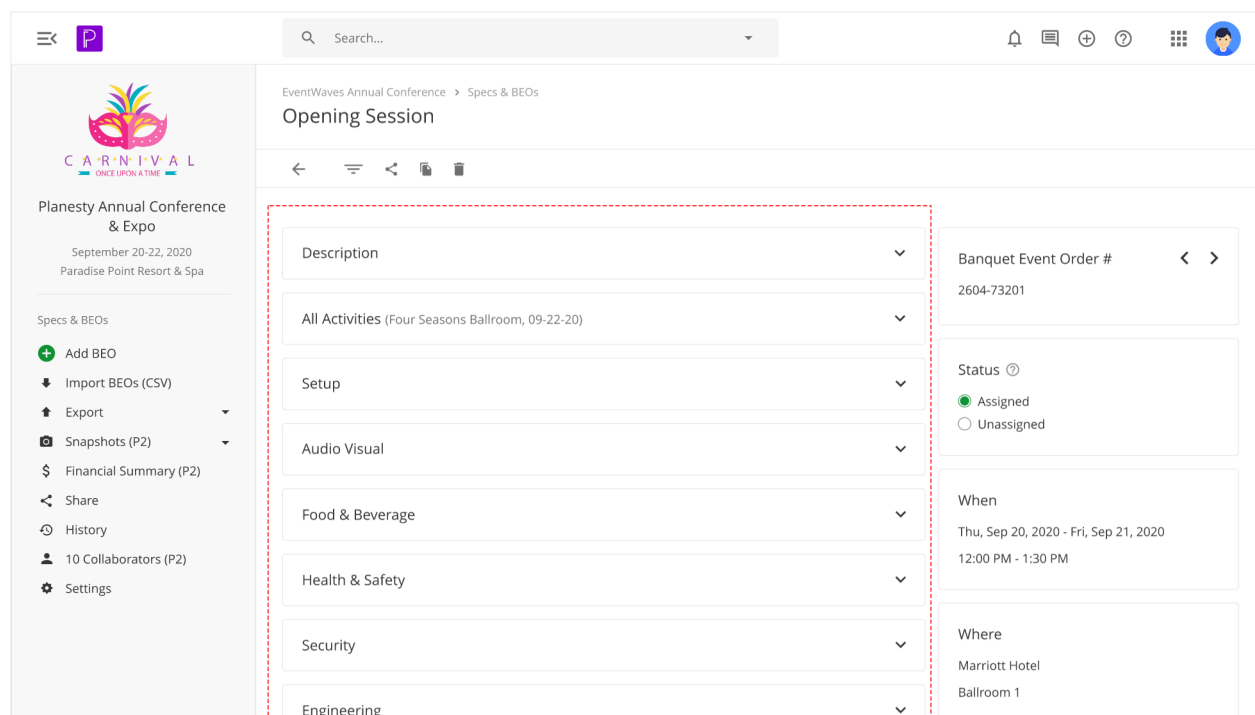 P
Search...
CARNIVAL
ONCE UPON A TIME
Planesty Annual Conference
& Expo
September 20-22, 2020
Paradise Point Resort & Spa
Specs & BEOs
Add BEO
Import BEOs (CSV)
Export
Snapshots (P2)
Financial Summary (P2)
Share
History
10 Collaborators (P2)
Settings
EventWaves Annual Conference > Specs & BEOs
Opening Session
Description
All Activities (Four Seasons Ballroom, 09-22-20)
Setup
Audio Visual
Food & Beverage
Health & Safety
Security
Engineering
Banquet Event Order #
2604-73201
Status
Assigned
Unassigned
When
Thu, Sep 20, 2020 - Fri, Sep 21, 2020
12:00 PM - 1:30 PM
Where
Marriott Hotel
Ballroom 1